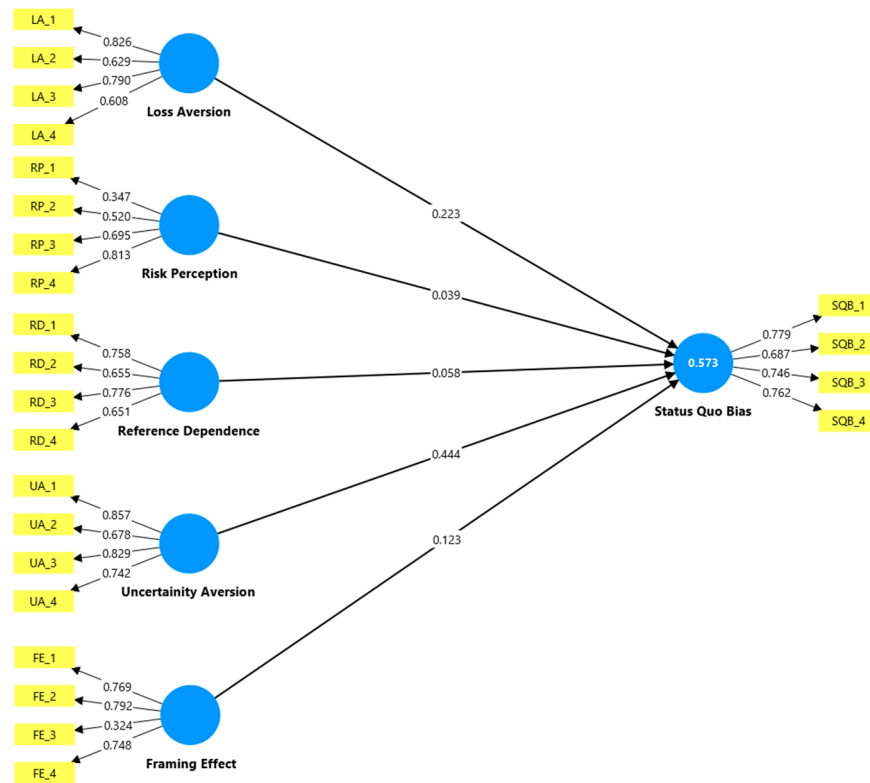 LA_1
0.826
LA_2
0.629
LA_3
0.790
0.608
LA_4
Loss Aversion
RP_1
0.347
RP_2
0.520
RP_3
0.695
0.813
RP_4
Risk Perception
RD_1
0.758
RD_2
0.655
RD_3
0.776
0.651
RD_4
Reference Dependence
UA_1
0.857
UA_2
0.678
UA_3
0.829
0.742
UA_4
Uncertainity Aversion
FE_1
0.769
FE_2
0.792
FE_3
0.324
0.748
FE_4
Framing Effect
0.223
0.039
0.058
0.444
0.123
0.573
Status Quo Bias
SQB_1
0.779
SQB_2
0.687
0.746
SQB_3
0.762
SQB_4